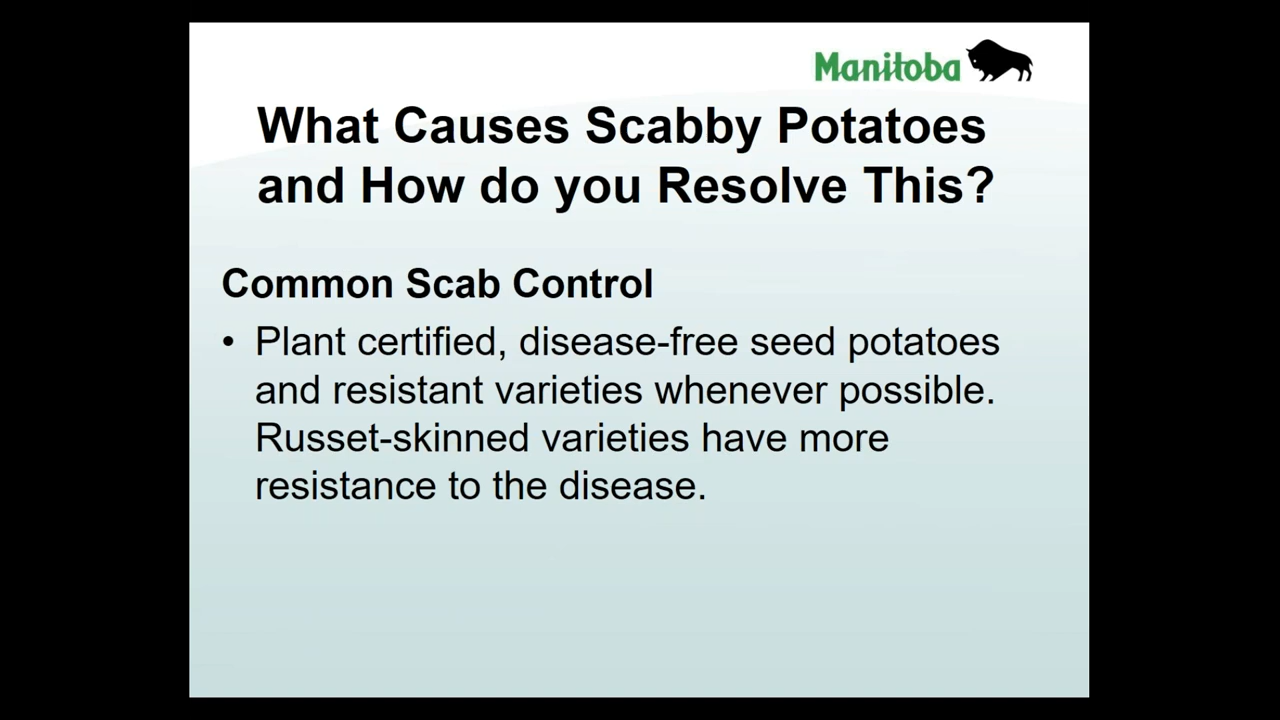 Manitoba
What Causes Scabby Potatoes
and How do you Resolve This?
Common Scab Control
• Plant certified, disease-free seed potatoes
and resistant varieties whenever possible.
Russet-skinned varieties have more
resistance to the disease.